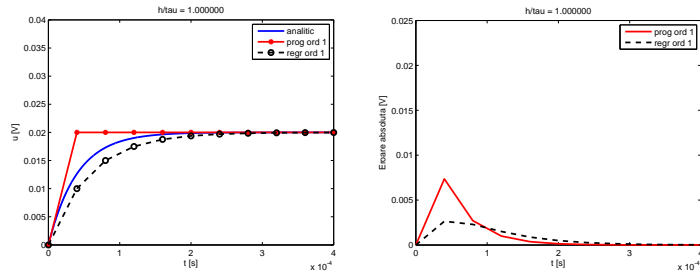 h/tau = 1.000000
0.04
0.035
0.03
0.025
0.02
0.015
0.01
0.005
0
u [V]
0
1
2
3
4
x 10^-4
t [s]
analitic
prog ord 1
regr ord 1
h/tau = 1.000000
0.025
0.02
0.015
0.01
0.005
0
Eroare absoluta [V]
0
1
2
3
4
x 10^-4
t [s]
prog ord 1
regr ord 1